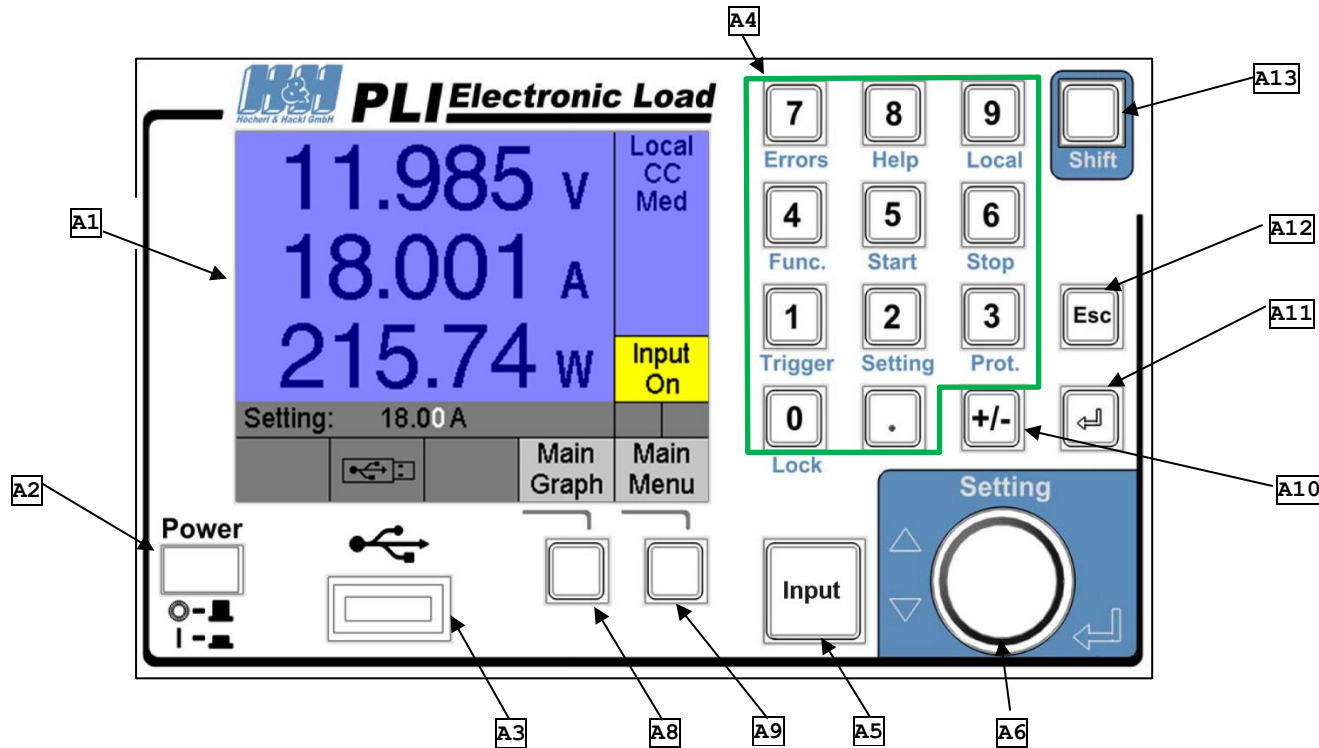 A4
A13
H&H
Höcherl & Hackl GmbH
PLI Electronic Load
11.985 V
18.001 A
215.74 W
Local
CC
Med
Input
On
Setting: 18.00 A
Main
Graph
Main
Menu
7 8 9
Errors Help Local
4 5 6
Func. Start Stop
1 2 3
Trigger Setting Prot.
0 . +/-
Lock
Shift
Esc
A1
A12
A11
A10
A2
Power
I
Input
Setting
A3
A8
A9
A5
A6